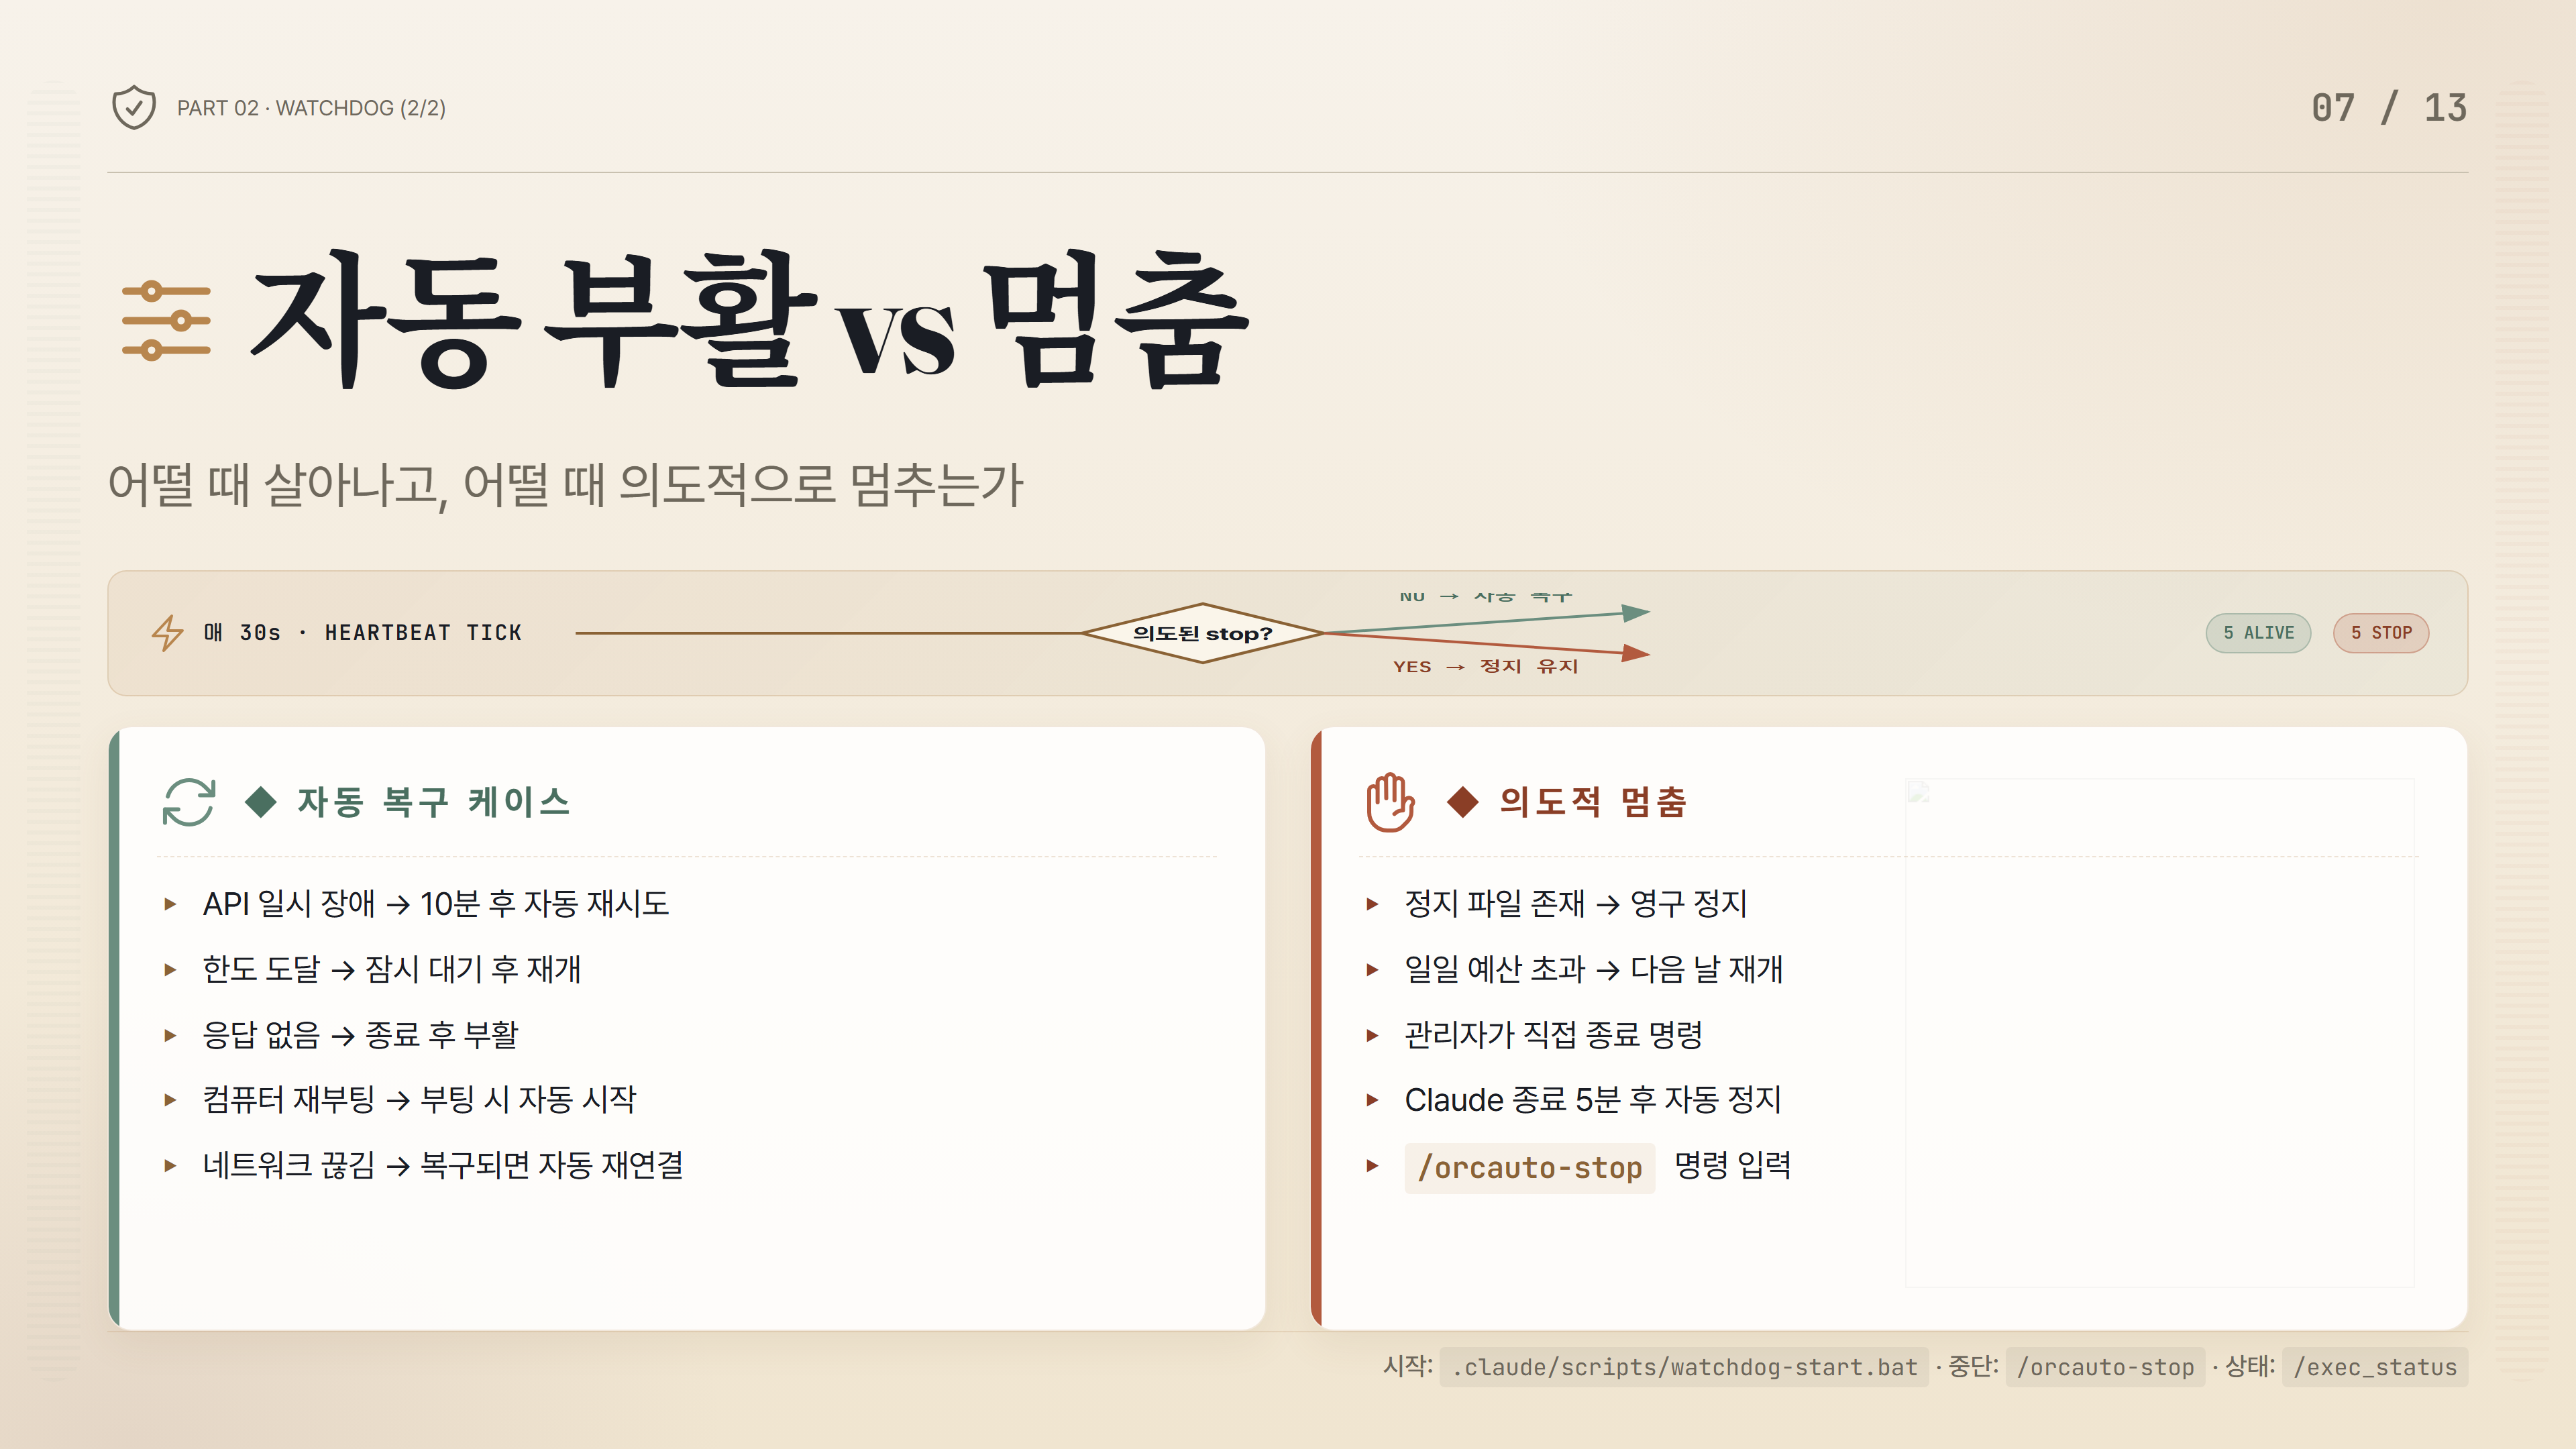 PART 02 · WATCHDOG (2/2)
07 / 13
자동 부활 vs 멈춤
어떨 때 살아나고, 어떨 때 의도적으로 멈추는가
매 30s · HEARTBEAT TICK
의도된 stop?
NO → 자동 복구
YES → 정지 유지
5 ALIVE
5 STOP
◆ 자동 복구 케이스
▸ API 일시 장애 → 10분 후 자동 재시도
▸ 한도 도달 → 잠시 대기 후 재개
▸ 응답 없음 → 종료 후 부활
▸ 컴퓨터 재부팅 → 부팅 시 자동 시작
▸ 네트워크 끊김 → 복구되면 자동 재연결
◆ 의도적 멈춤
▸ 정지 파일 존재 → 영구 정지
▸ 일일 예산 초과 → 다음 날 재개
▸ 관리자가 직접 종료 명령
▸ Claude 종료 5분 후 자동 정지
▸ /orcauto-stop 명령 입력
시작: .claude/scripts/watchdog-start.bat · 중단: /orcauto-stop · 상태: /exec_status